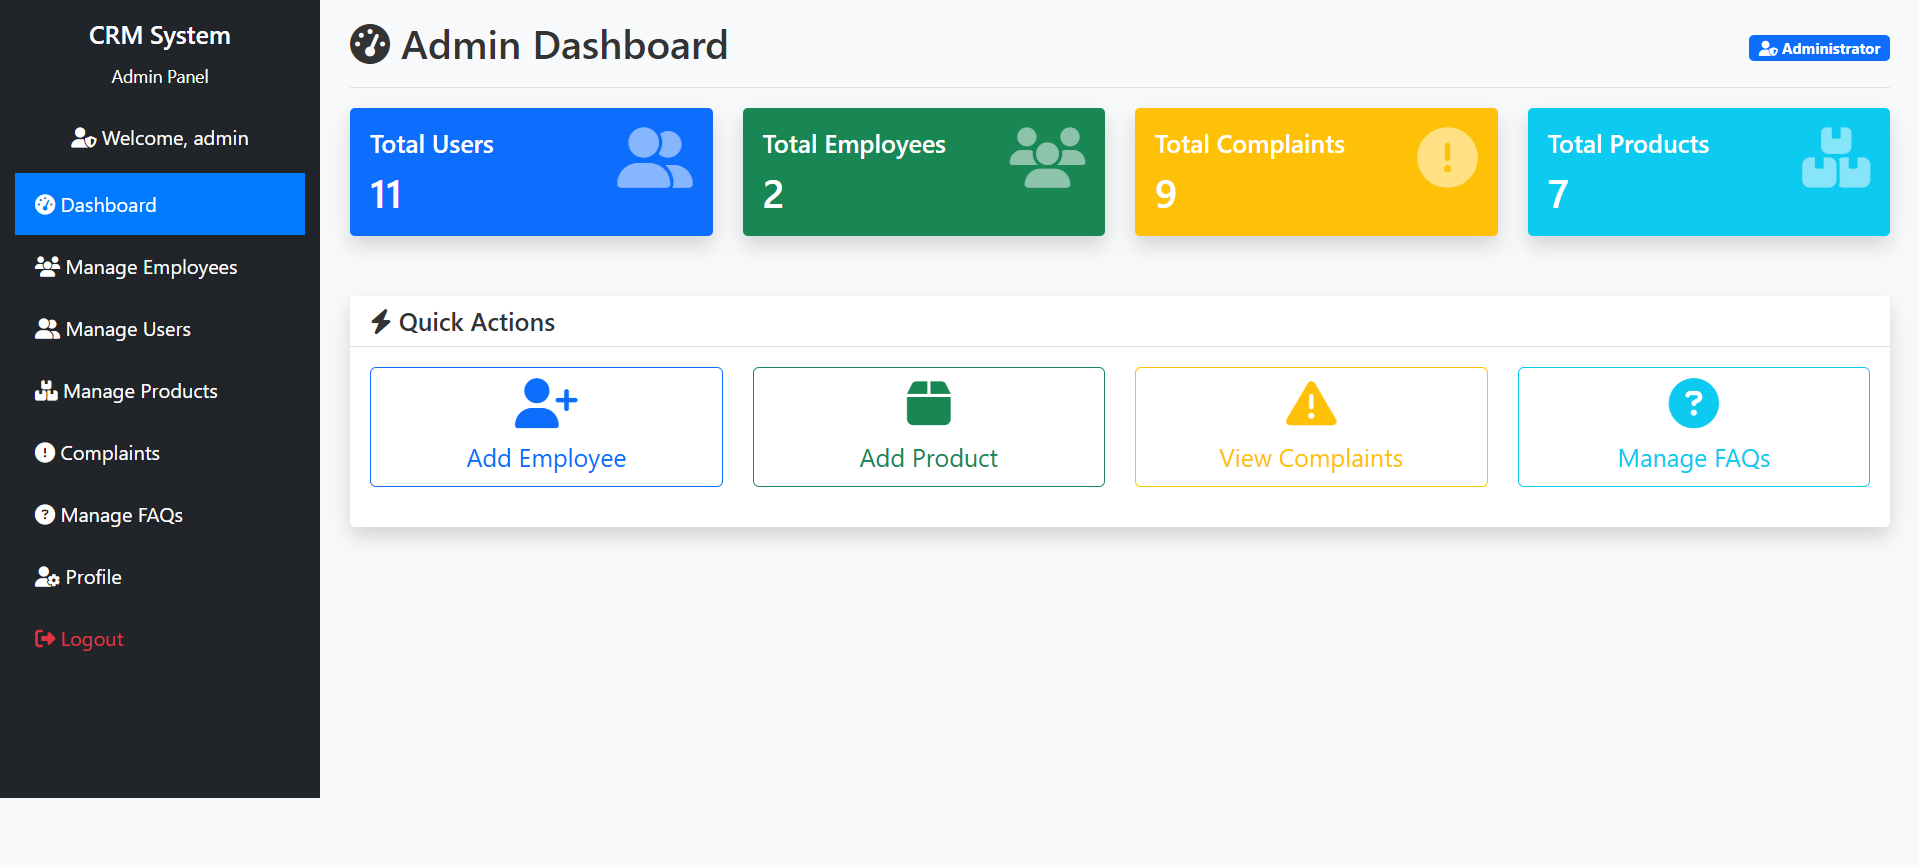 CRM System
Admin Panel
Welcome, admin
Dashboard
Manage Employees
Manage Users
Manage Products
Complaints
Manage FAQs
Profile
Logout
Admin Dashboard
Administrator
Total Users
11
Total Employees
2
Total Complaints
9
Total Products
7
Quick Actions
Add Employee
Add Product
View Complaints
Manage FAQs